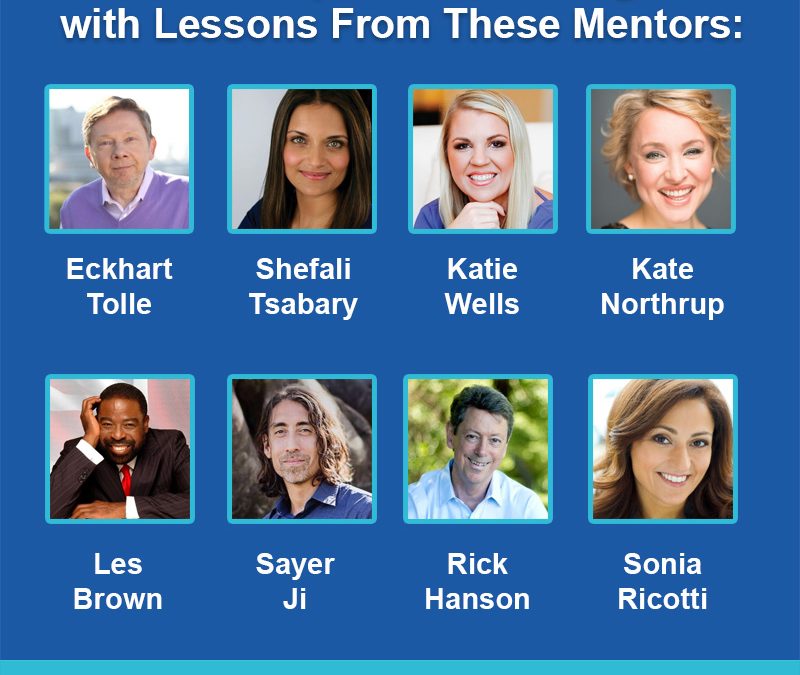 with Lessons From These Mentors:
Eckhart
Tolle
Shefali
Tsabary
Katie
Wells
Kate
Northrup
Les
Brown
Sayer
Ji
Rick
Hanson
Sonia
Ricotti